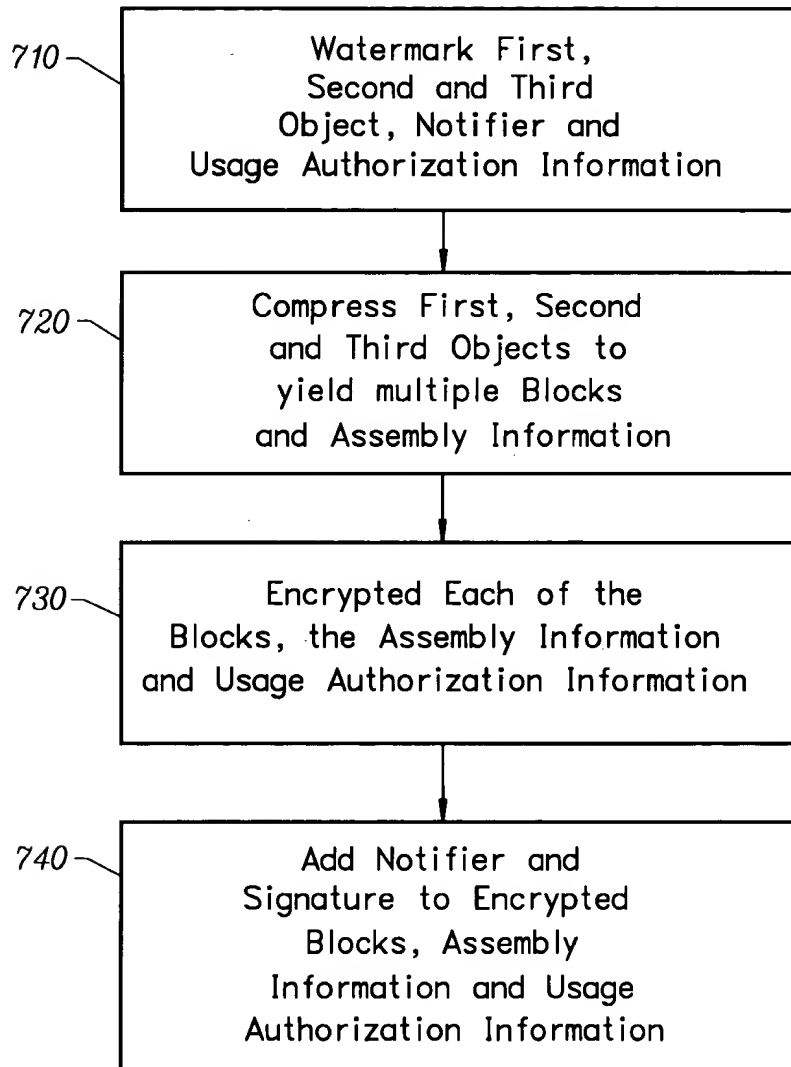 710
Watermark First,
Second and Third
Object, Notifier and
Usage Authorization Information
720
Compress First, Second
and Third Objects to
yield multiple Blocks
and Assembly Information
730
Encrypted Each of the
Blocks, the Assembly Information
and Usage Authorization Information
740
Add Notifier and
Signature to Encrypted
Blocks, Assembly
Information and Usage
Authorization Information